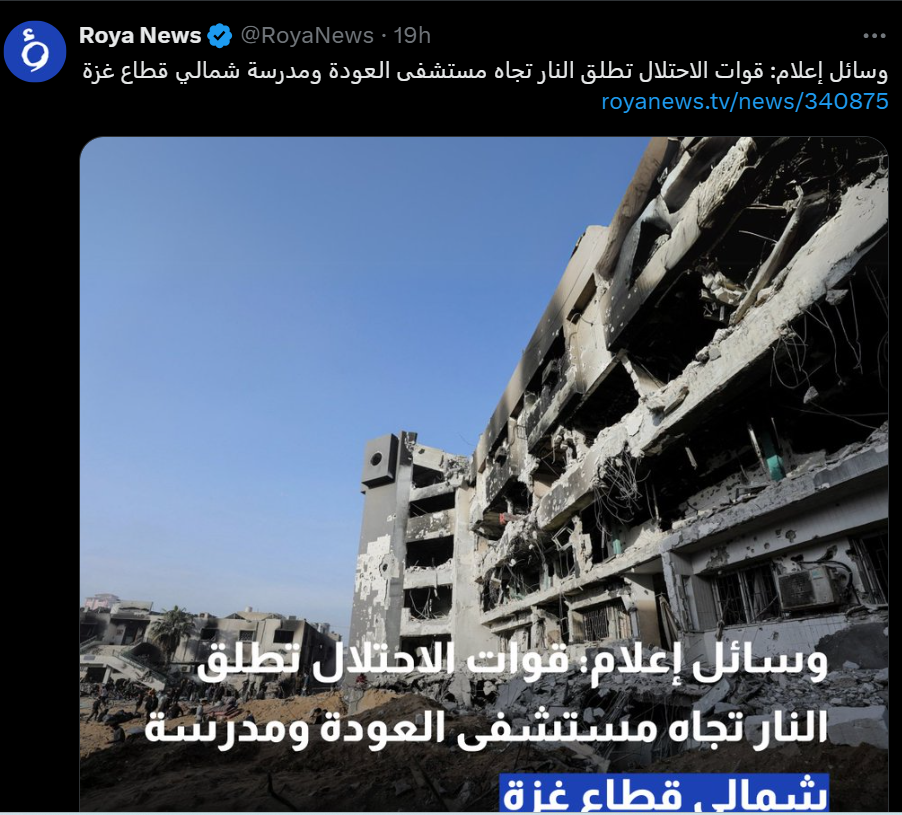 Roya News @RoyaNews · 19h
وسائل إعلام: قوات الاحتلال تطلق النار تجاه مستشفى العودة ومدرسة شمالي قطاع غزة
royanews.tv/news/340875
وسائل إعلام: قوات الاحتلال تطلق
النار تجاه مستشفى العودة ومدرسة
شمالي قطاع غزة